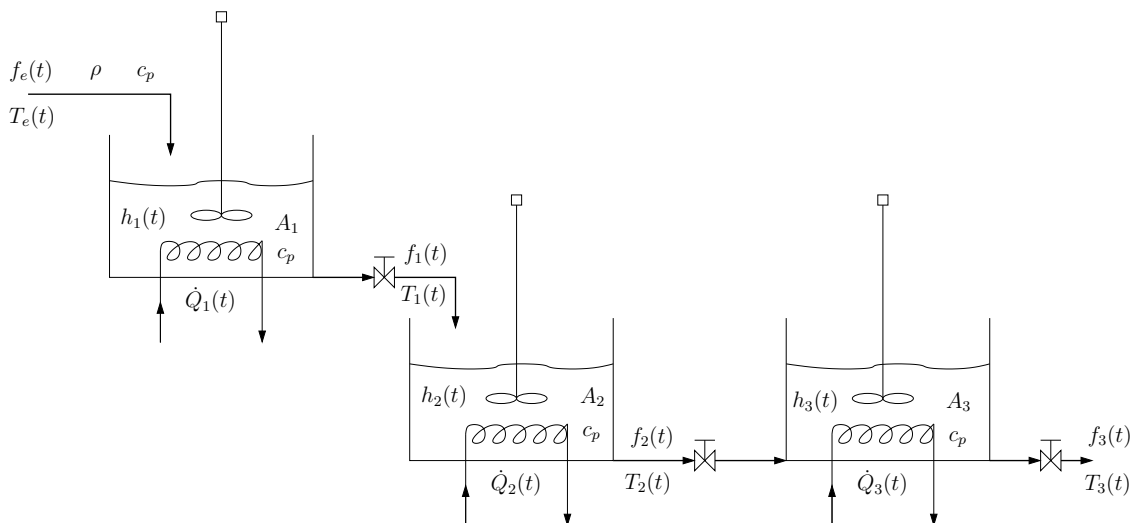 f_e(t) ρ c_p
T_e(t)
h_1(t) A_1
c_p
Q̇_1(t)
f_1(t)
T_1(t)
h_2(t) A_2
c_p
Q̇_2(t)
f_2(t)
T_2(t)
h_3(t) A_3
c_p
Q̇_3(t)
f_3(t)
T_3(t)